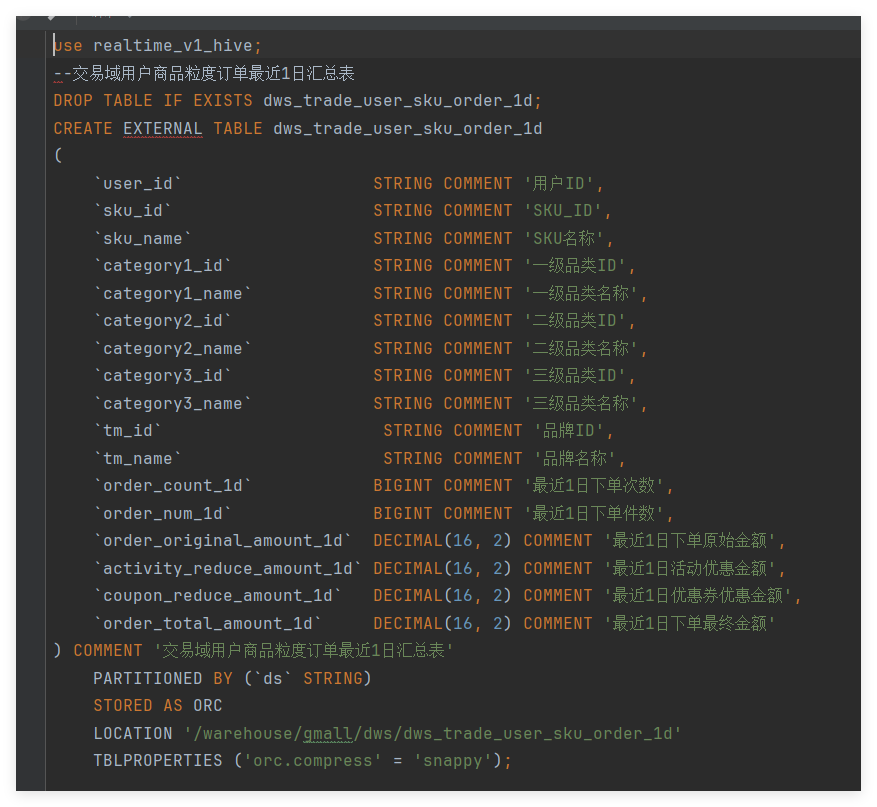 use realtime_v1_hive;
--交易域用户商品粒度订单最近1日汇总表
DROP TABLE IF EXISTS dws_trade_user_sku_order_1d;
CREATE EXTERNAL TABLE dws_trade_user_sku_order_1d
(
    `user_id`                   STRING COMMENT '用户ID',
    `sku_id`                    STRING COMMENT 'SKU_ID',
    `sku_name`                  STRING COMMENT 'SKU名称',
    `category1_id`              STRING COMMENT '一级品类ID',
    `category1_name`            STRING COMMENT '一级品类名称',
    `category2_id`              STRING COMMENT '二级品类ID',
    `category2_name`            STRING COMMENT '二级品类名称',
    `category3_id`              STRING COMMENT '三级品类ID',
    `category3_name`            STRING COMMENT '三级品类名称',
    `tm_id`                      STRING COMMENT '品牌ID',
    `tm_name`                    STRING COMMENT '品牌名称',
    `order_count_1d`            BIGINT COMMENT '最近1日下单次数',
    `order_num_1d`              BIGINT COMMENT '最近1日下单件数',
    `order_original_amount_1d`  DECIMAL(16, 2) COMMENT '最近1日下单原始金额',
    `activity_reduce_amount_1d` DECIMAL(16, 2) COMMENT '最近1日活动优惠金额',
    `coupon_reduce_amount_1d`   DECIMAL(16, 2) COMMENT '最近1日优惠券优惠金额',
    `order_total_amount_1d`     DECIMAL(16, 2) COMMENT '最近1日下单最终金额'
) COMMENT '交易域用户商品粒度订单最近1日汇总表'
    PARTITIONED BY (`ds` STRING)
    STORED AS ORC
    LOCATION '/warehouse/gmall/dws/dws_trade_user_sku_order_1d'
    TBLPROPERTIES ('orc.compress' = 'snappy');